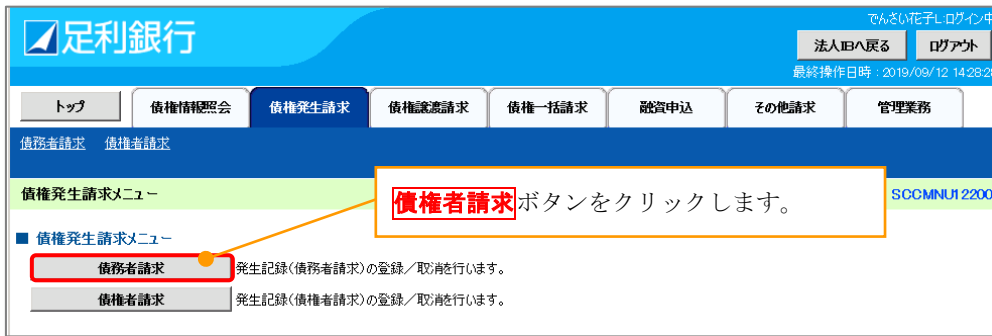 足利銀行
でんさい花子L:ログイン中
法人IBへ戻る ログアウト
最終操作日時：2019/09/12 14:28:28
トップ 債権情報照会 債権発生請求 債権譲渡請求 債権一括請求 融資申込 その他請求 管理業務
債務者請求 債権者請求
債権発生請求メニュー SCCMNU12200
債権者請求ボタンをクリックします。
■ 債権発生請求メニュー
債務者請求 発生記録(債務者請求)の登録／取消を行います。
債権者請求 発生記録(債権者請求)の登録／取消を行います。